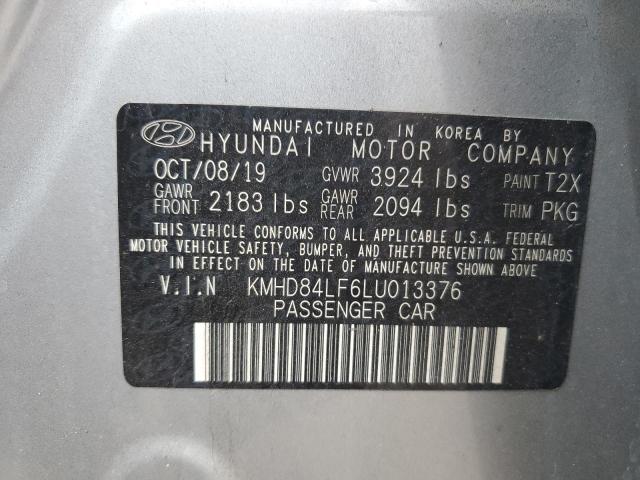 MANUFACTURED IN KOREA BY
HYUNDAI MOTOR COMPANY
OCT/08/19 GVWR 3924 lbs PAINT T2X
GAWR FRONT 2183 lbs GAWR REAR 2094 lbs TRIM PKG
THIS VEHICLE CONFORMS TO ALL APPLICABLE U.S.A. FEDERAL
MOTOR VEHICLE SAFETY, BUMPER, AND THEFT PREVENTION STANDARDS
IN EFFECT ON THE DATE OF MANUFACTURE SHOWN ABOVE
V.I.N KMHD84LF6LU013376
PASSENGER CAR